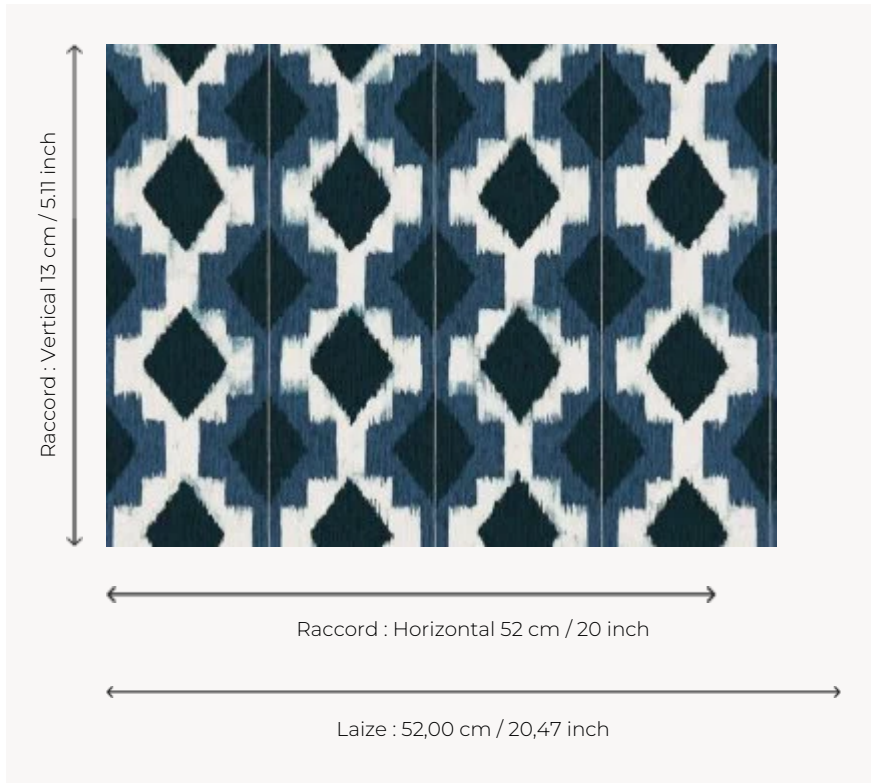 Raccord : Vertical 13 cm / 5.11 inch
Raccord : Horizontal 52 cm / 20 inch
Laize : 52,00 cm / 20,47 inch